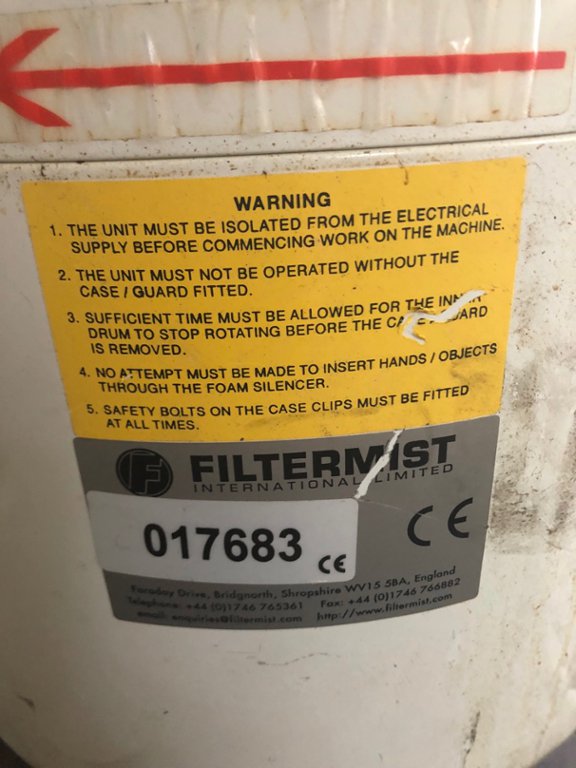 WARNING
1. THE UNIT MUST BE ISOLATED FROM THE ELECTRICAL
SUPPLY BEFORE COMMENCING WORK ON THE MACHINE.
2. THE UNIT MUST NOT BE OPERATED WITHOUT THE
CASE / GUARD FITTED.
3. SUFFICIENT TIME MUST BE ALLOWED FOR THE INNER
DRUM TO STOP ROTATING BEFORE THE CASE / GUARD
IS REMOVED.
4. NO ATTEMPT MUST BE MADE TO INSERT HANDS / OBJECTS
THROUGH THE FOAM SILENCER.
5. SAFETY BOLTS ON THE CASE CLIPS MUST BE FITTED
AT ALL TIMES.
F FILTERMIST
INTERNATIONAL LIMITED
017683 CE
CE
Faraday Drive, Bridgnorth, Shropshire WV15 5BA, England
Telephone: +44 (0)1746 765361 Fax: +44 (0)1746 766882
email: enquiries@filtermist.com http://www.filtermist.com